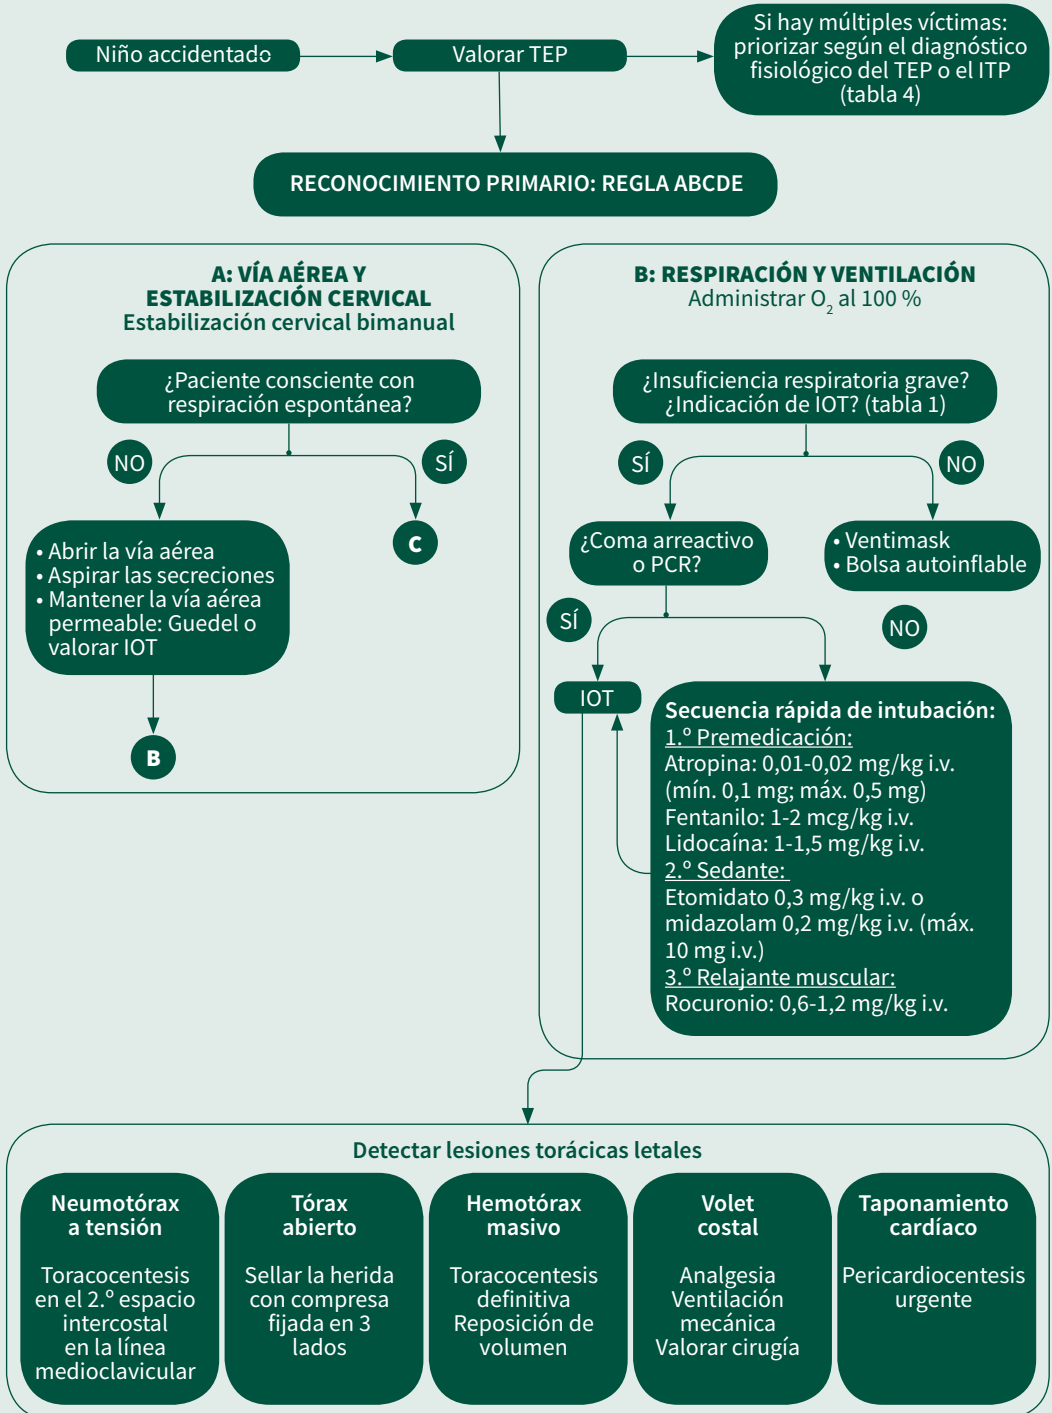 Niño accidentado
Valorar TEP
Si hay múltiples víctimas:
priorizar según el diagnóstico
fisiológico del TEP o el ITP
(tabla 4)
RECONOCIMIENTO PRIMARIO: REGLA ABCDE
A: VÍA AÉREA Y
ESTABILIZACIÓN CERVICAL
Estabilización cervical bimanual
¿Paciente consciente con
respiración espontánea?
NO
SÍ
• Abrir la vía aérea
• Aspirar las secreciones
• Mantener la vía aérea
permeable: Guedel o
valorar IOT
C
B
B: RESPIRACIÓN Y VENTILACIÓN
Administrar O₂ al 100 %
¿Insuficiencia respiratoria grave?
¿Indicación de IOT? (tabla 1)
SÍ
NO
¿Coma arreactivo
o PCR?
• Ventimask
• Bolsa autoinflable
SÍ
NO
IOT
Secuencia rápida de intubación:
1.º Premedicación:
Atropina: 0,01-0,02 mg/kg i.v.
(mín. 0,1 mg; máx. 0,5 mg)
Fentanilo: 1-2 mcg/kg i.v.
Lidocaína: 1-1,5 mg/kg i.v.
2.º Sedante:
Etomidato 0,3 mg/kg i.v. o
midazolam 0,2 mg/kg i.v. (máx.
10 mg i.v.)
3.º Relajante muscular:
Rocuronio: 0,6-1,2 mg/kg i.v.
Detectar lesiones torácicas letales
Neumotórax
a tensión
Toracocentesis
en el 2.º espacio
intercostal
en la línea
medioclavicular
Tórax
abierto
Sellar la herida
con compresa
fijada en 3
lados
Hemotórax
masivo
Toracocentesis
definitiva
Reposición de
volumen
Volet
costal
Analgesia
Ventilación
mecánica
Valorar cirugía
Taponamiento
cardíaco
Pericardiocentesis
urgente